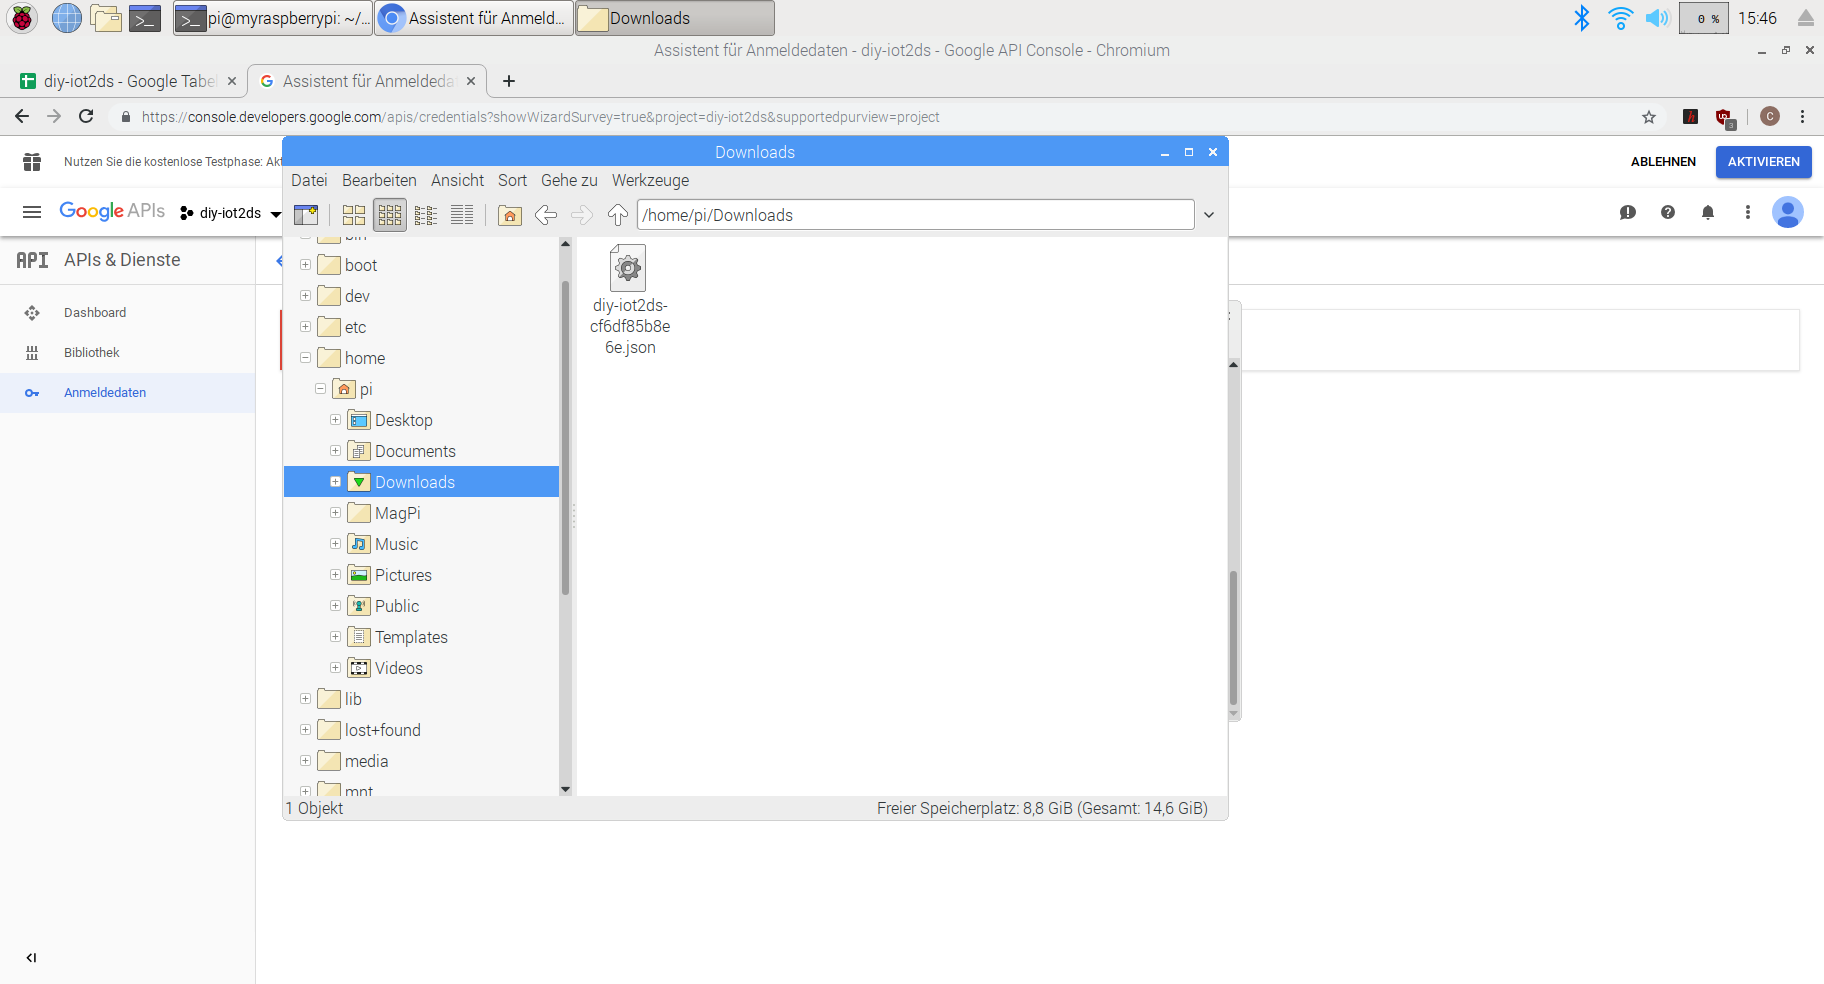 pi@myraspberrypi: ~/...
Assistent für Anmeld...
Downloads
0 %
15:46
Assistent für Anmeldedaten - diy-iot2ds - Google API Console - Chromium
diy-iot2ds - Google Tabel
Assistent für Anmeldedat
https://console.developers.google.com/apis/credentials?showWizardSurvey=true&project=diy-iot2ds&supportedpurview=project
3
C
Nutzen Sie die kostenlose Testphase: Akt
ABLEHNEN
AKTIVIEREN
Google APIs
diy-iot2ds
API
APIs & Dienste
Dashboard
Bibliothek
Anmeldedaten
Downloads
Datei
Bearbeiten
Ansicht
Sort
Gehe zu
Werkzeuge
/home/pi/Downloads
bin
boot
dev
etc
home
pi
Desktop
Documents
Downloads
MagPi
Music
Pictures
Public
Templates
Videos
lib
lost+found
media
mnt
diy-iot2ds-
cf6df85b8e
6e.json
1 Objekt
Freier Speicherplatz: 8,8 GiB (Gesamt: 14,6 GiB)